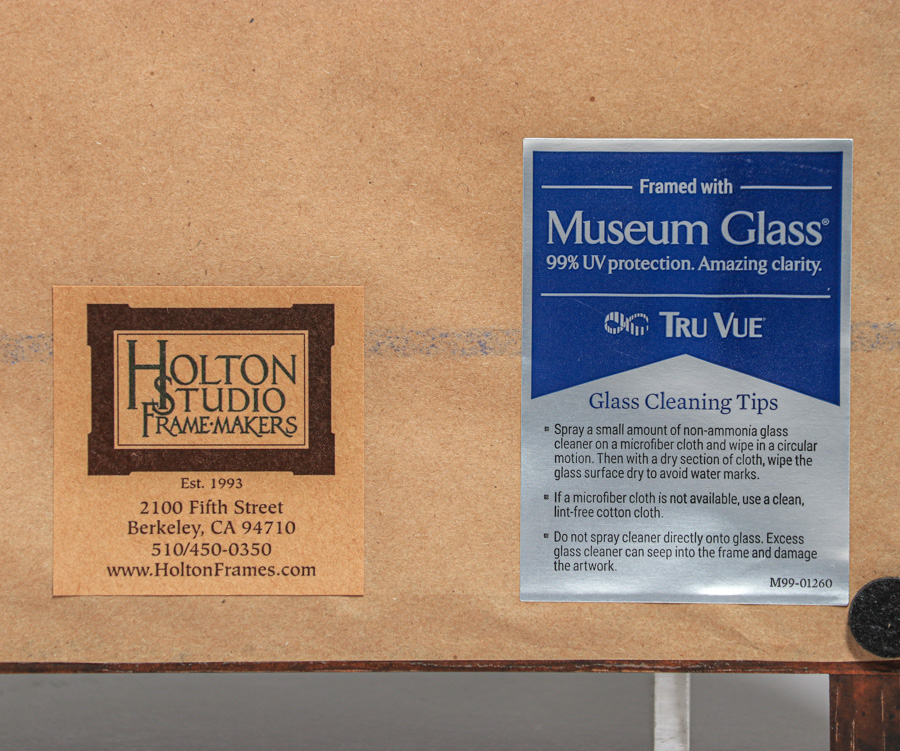 HOLTON
STUDIO
FRAME·MAKERS
Est. 1993
2100 Fifth Street
Berkeley, CA 94710
510/450-0350
www.HoltonFrames.com
Framed with
Museum Glass®
99% UV protection. Amazing clarity.
TRU VUE®
Glass Cleaning Tips
Spray a small amount of non-ammonia glass
cleaner on a microfiber cloth and wipe in a circular
motion. Then with a dry section of cloth, wipe the
glass surface dry to avoid water marks.
If a microfiber cloth is not available, use a clean,
lint-free cotton cloth.
Do not spray cleaner directly onto glass. Excess
glass cleaner can seep into the frame and damage
the artwork.
M99-01260